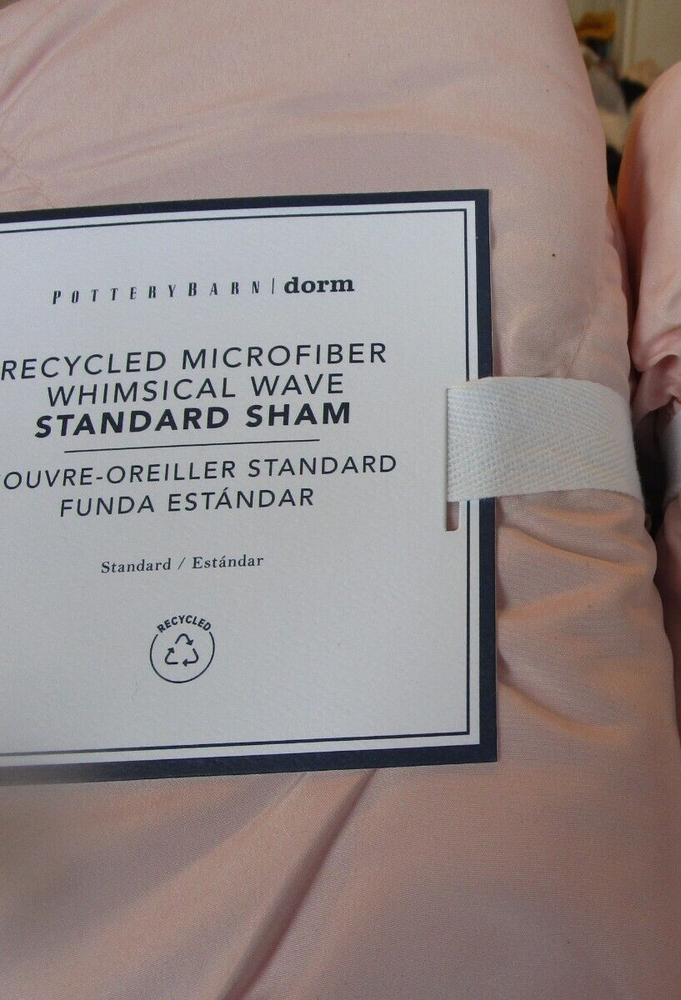 POTTERYBARN | dorm
RECYCLED MICROFIBER
WHIMSICAL WAVE
STANDARD SHAM
OUVRE-OREILLER STANDARD
FUNDA ESTÁNDAR
Standard / Estándar
RECYCLED